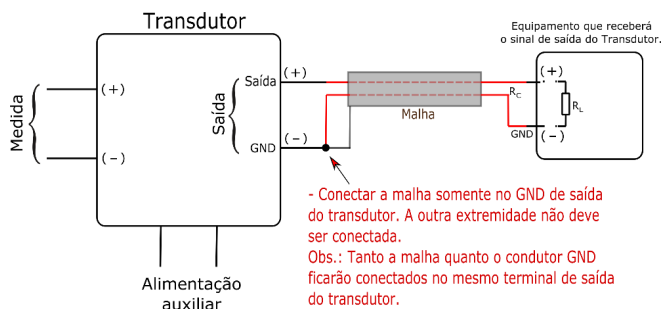 Transdutor
Equipamento que receberá
o sinal de saída do Transdutor.
Medida
(+)
(-)
Saída
Saída
GND
(+)
(-)
Malha
RC
GND
(+)
(-)
RL
- Conectar a malha somente no GND de saída
do transdutor. A outra extremidade não deve
ser conectada.
Obs.: Tanto a malha quanto o condutor GND
ficarão conectados no mesmo terminal de saída
do transdutor.
Alimentação
auxiliar